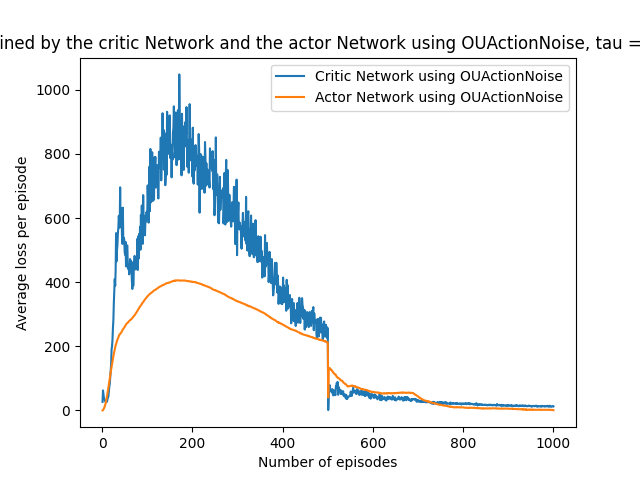 ined by the critic Network and the actor Network using OUActionNoise, tau =
Critic Network using OUActionNoise
Actor Network using OUActionNoise
Average loss per episode
1000
800
600
400
200
0
0 200 400 600 800 1000
Number of episodes